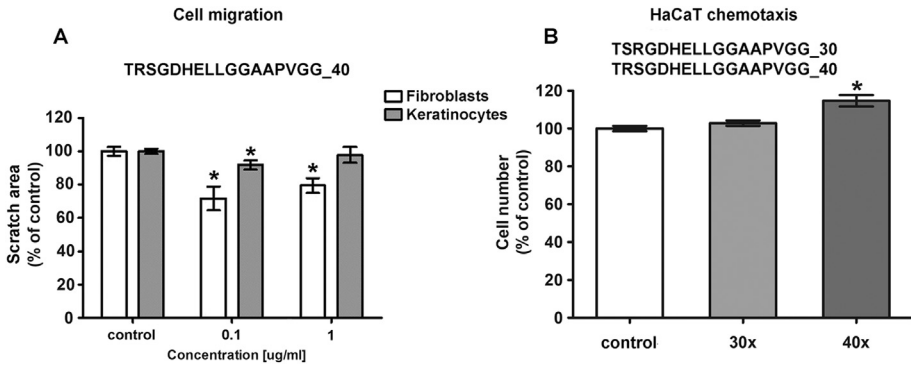 Cell migration
A
TRSGDHELLGGAAPVGG_40
Fibroblasts
Keratinocytes
Scratch area
(% of control)
120
100
80
60
40
20
0
* * *
control 0.1 1
Concentration [ug/ml]
HaCaT chemotaxis
B
TSRGDHELLGGAAPVGG_30
TRSGDHELLGGAAPVGG_40
Cell number
(% of control)
120
100
80
60
40
20
0
*
control 30x 40x